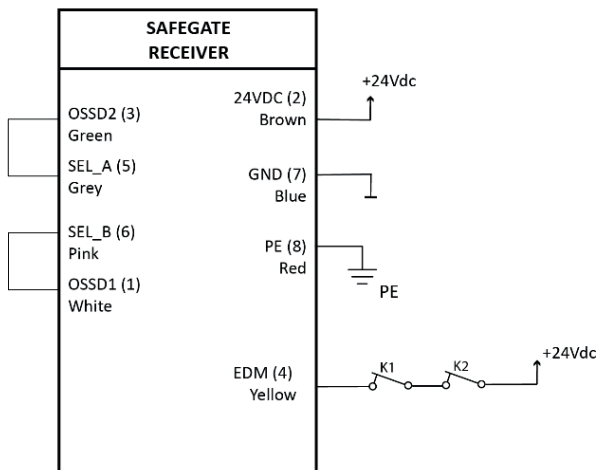 SAFEGATE
RECEIVER
OSSD2 (3)
Green
SEL_A (5)
Grey
SEL_B (6)
Pink
OSSD1 (1)
White
24VDC (2)
Brown
+24Vdc
GND (7)
Blue
PE (8)
Red
PE
EDM (4)
Yellow
K1
K2
+24Vdc